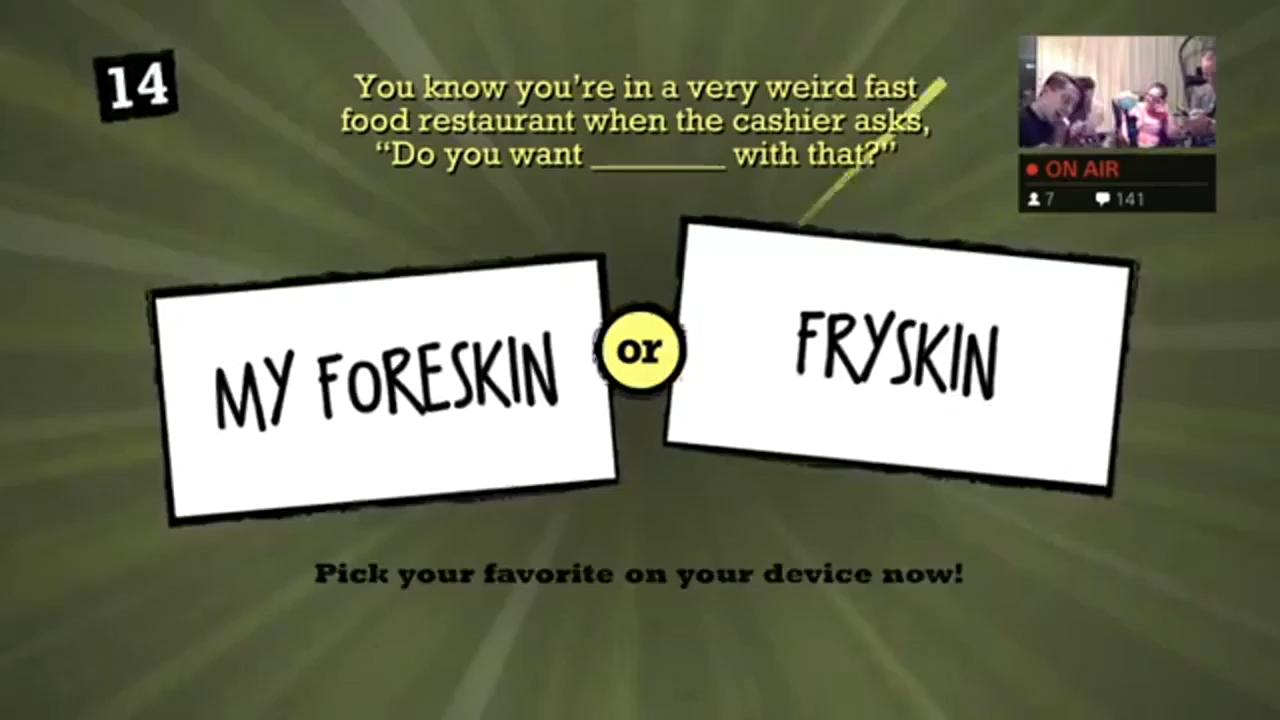 14
You know you're in a very weird fast
food restaurant when the cashier asks,
“Do you want ________ with that?”
ON AIR
7 141
MY FORESKIN
or
FRYSKIN
Pick your favorite on your device now!